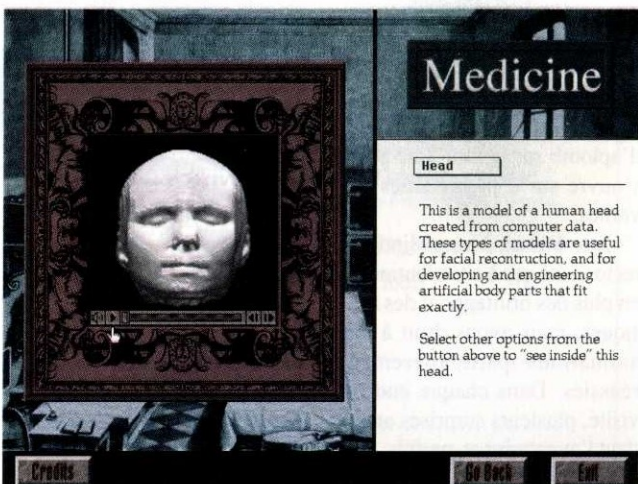 Medicine
Head
This is a model of a human head
created from computer data.
These types of models are useful
for facial recontruction, and for
developing and engineering
artificial body parts that fit
exactly.
Select other options from the
button above to "see inside" this
head.
Credits
Go Back
Exit